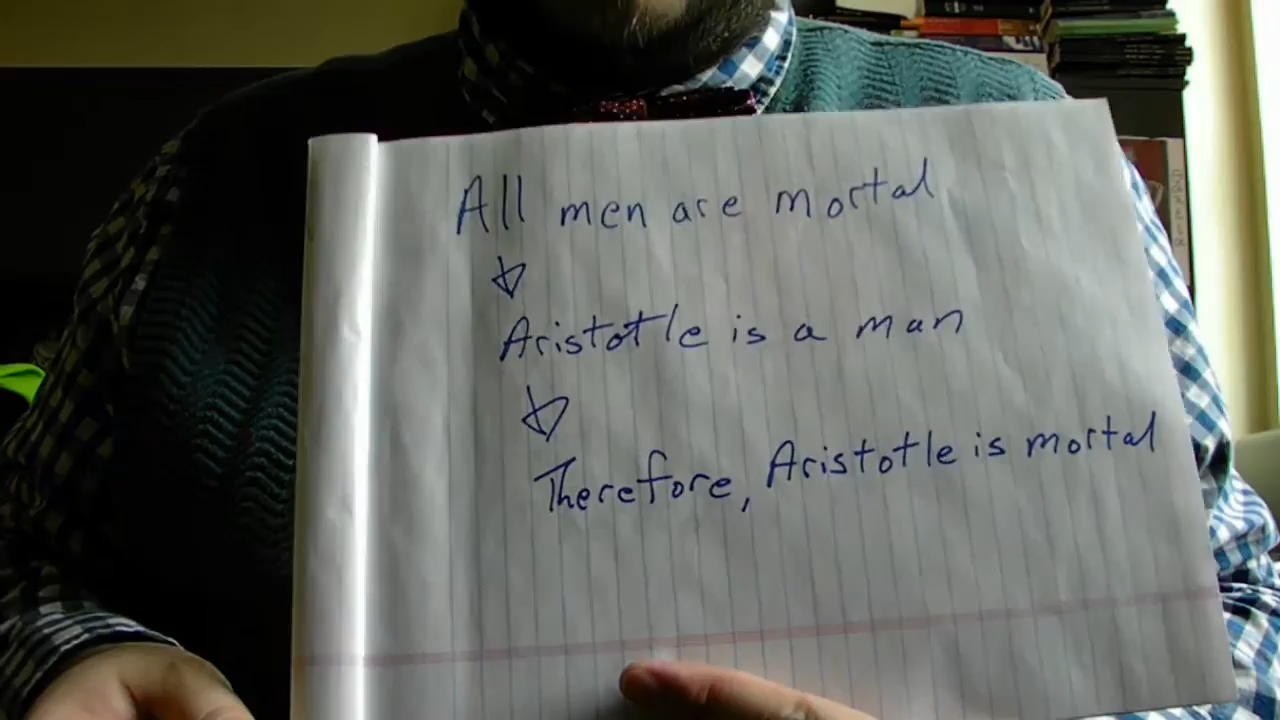 All men are mortal
Aristotle is a man
Therefore, Aristotle is mortal